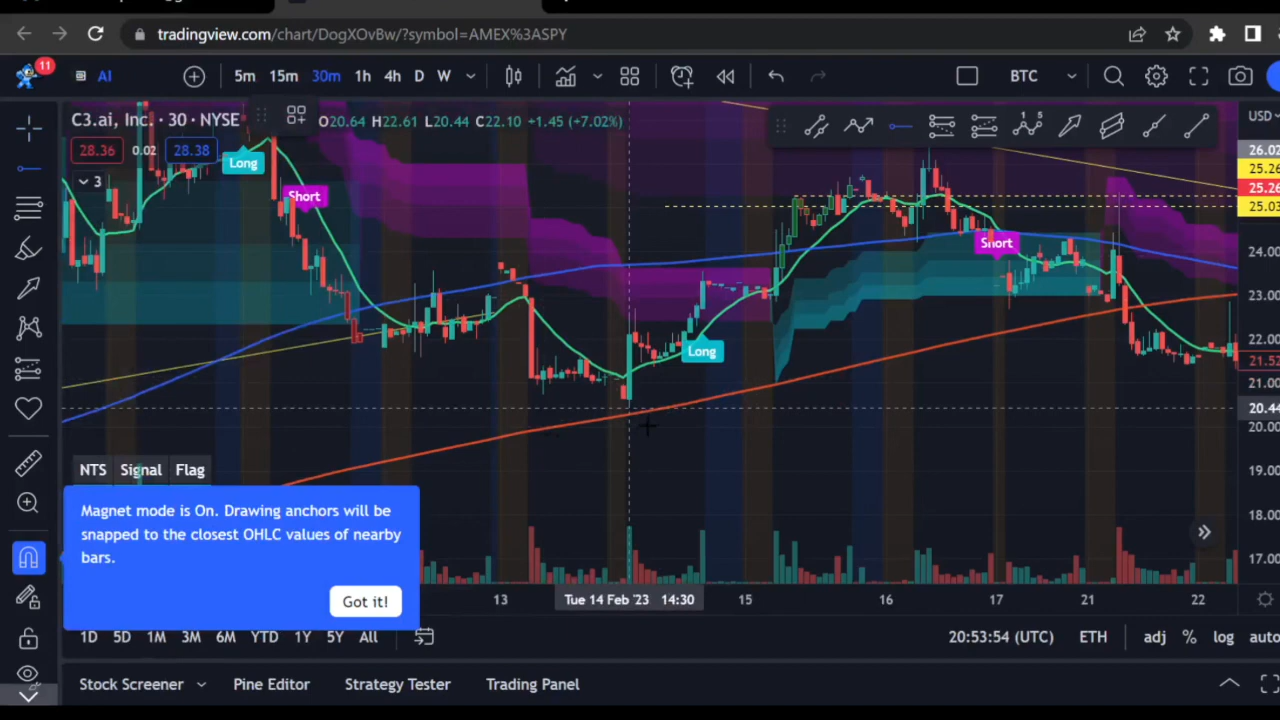 tradingview.com/chart/DogXOvBw/?symbol=AMEX%3ASPY
11 AI 5m 15m 30m 1h 4h D W BTC
C3.ai, Inc. · 30 · NYSE O20.64 H22.61 L20.44 C22.10 +1.45 (+7.02%) USD
28.36 0.02 28.38
3
Long
Short
Short
Long
26.02
25.26
25.26
25.03
24.00
23.00
22.00
21.52
21.00
20.44
20.00
19.00
18.00
17.00
NTS Signal Flag
Magnet mode is On. Drawing anchors will be
snapped to the closest OHLC values of nearby
bars.
Got it!
13 Tue 14 Feb '23 14:30 15 16 17 21 22
1D 5D 1M 3M 6M YTD 1Y 5Y All 20:53:54 (UTC) ETH adj % log auto
Stock Screener Pine Editor Strategy Tester Trading Panel